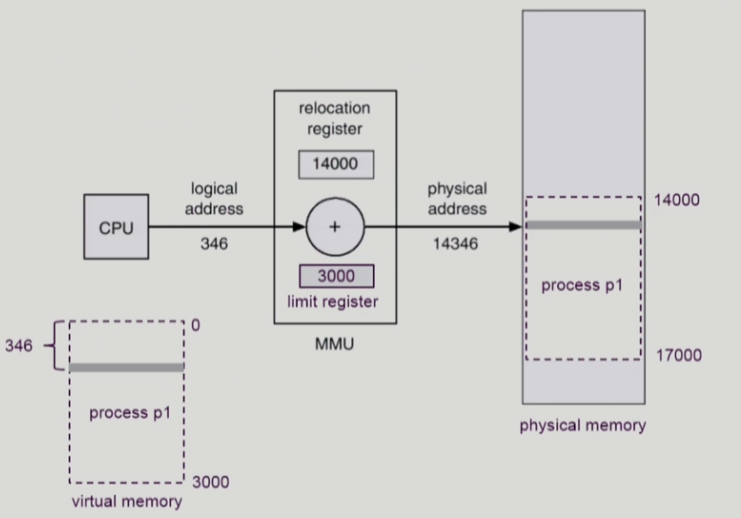 relocation
register
14000
logical
address
physical
address
14000
CPU
+
346
14346
3000
limit register
process p1
0
346
MMU
17000
process p1
physical memory
3000
virtual memory